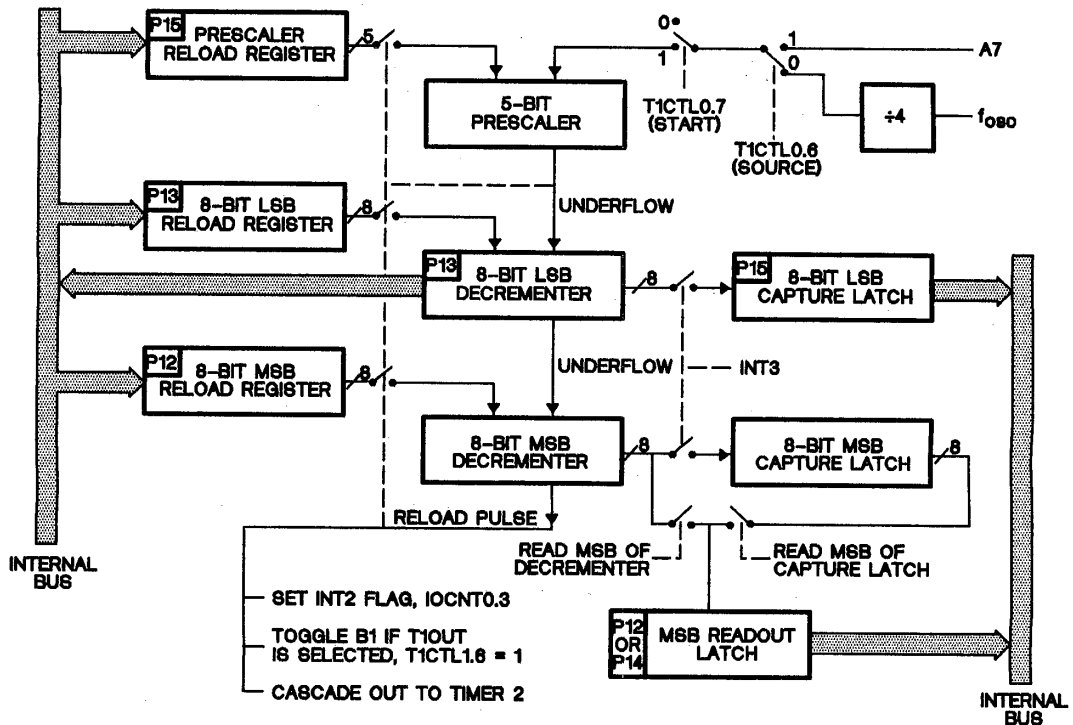 P15
PRESCALER
RELOAD REGISTER
5
0
1
1
0
A7
T1CTL0.7
(START)
T1CTL0.6
(SOURCE)
÷4
fosc
5-BIT
PRESCALER
P13
8-BIT LSB
RELOAD REGISTER
8
UNDERFLOW
P13
8-BIT LSB
DECREMENTER
8
P15
8-BIT LSB
CAPTURE LATCH
P12
8-BIT MSB
RELOAD REGISTER
8
UNDERFLOW
INT3
8-BIT MSB
DECREMENTER
8
8-BIT MSB
CAPTURE LATCH
8
RELOAD PULSE
READ MSB OF
DECREMENTER
READ MSB OF
CAPTURE LATCH
INTERNAL
BUS
SET INT2 FLAG, IOCNT0.3
TOGGLE B1 IF T1OUT
IS SELECTED, T1CTL1.6 = 1
CASCADE OUT TO TIMER 2
P12
OR
P14
MSB READOUT
LATCH
INTERNAL
BUS